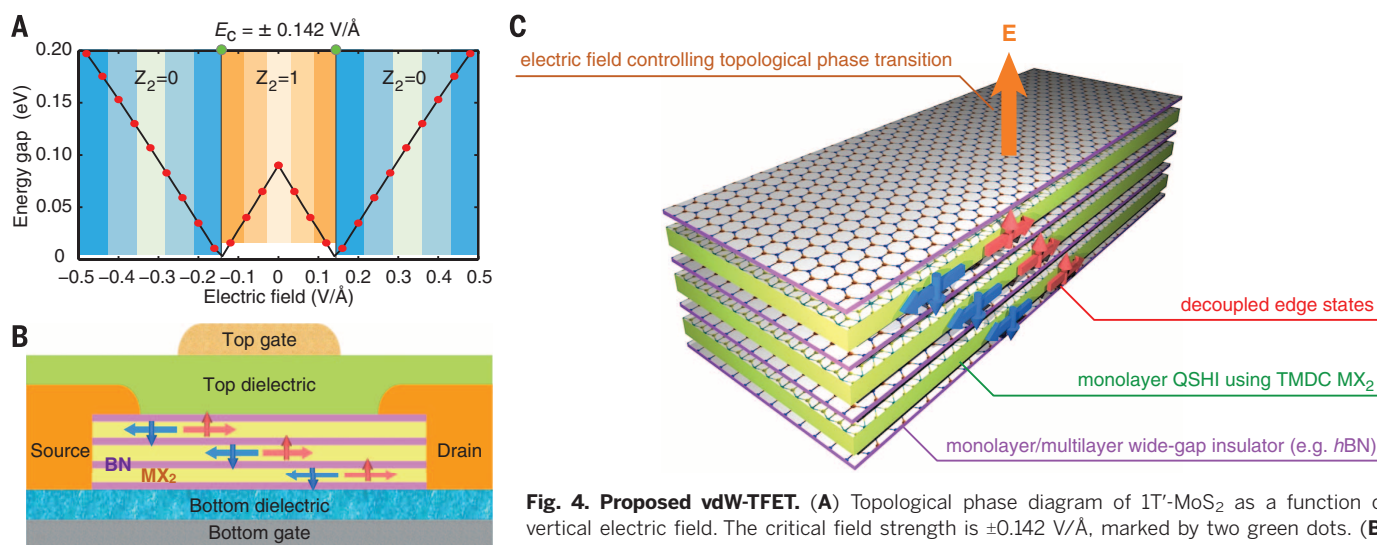 A
E_C = ± 0.142 V/Å
Z₂=0
Z₂=1
Z₂=0
Energy gap (eV)
0.20
0.15
0.10
0.05
0
−0.5 −0.4 −0.3 −0.2 −0.1 0 0.1 0.2 0.3 0.4 0.5
Electric field (V/Å)
B
Top gate
Top dielectric
Source
Drain
BN
MX₂
Bottom dielectric
Bottom gate
C
E
electric field controlling topological phase transition
decoupled edge states
monolayer QSHI using TMDC MX₂
monolayer/multilayer wide-gap insulator (e.g. hBN)
Fig. 4. Proposed vdW-TFET. (A) Topological phase diagram of 1T′-MoS₂ as a function o
vertical electric field. The critical field strength is ±0.142 V/Å, marked by two green dots. (B